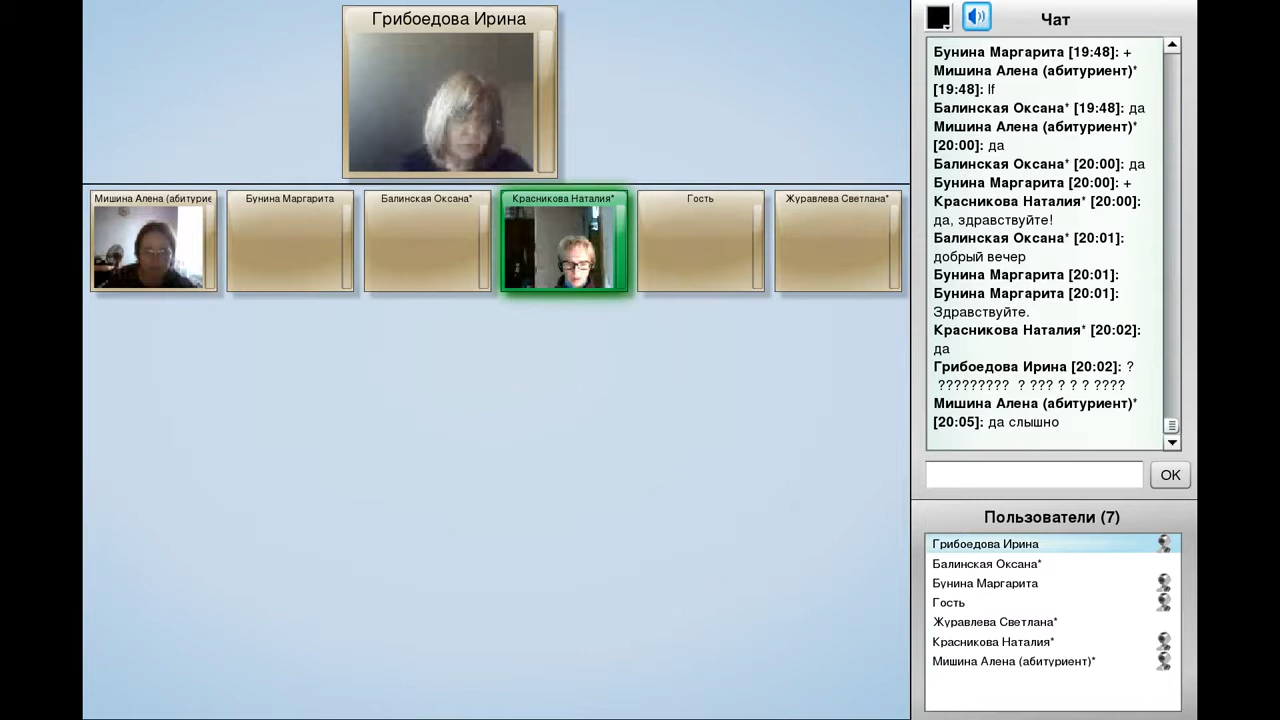 Грибоедова Ирина
Мишина Алена (абитурие
Бунина Маргарита
Балинская Оксана*
Красникова Наталия*
Гость
Журавлева Светлана*
Чат
Бунина Маргарита [19:48]: +
Мишина Алена (абитуриент)*
[19:48]: lf
Балинская Оксана* [19:48]: да
Мишина Алена (абитуриент)*
[20:00]: да
Балинская Оксана* [20:00]: да
Бунина Маргарита [20:00]: +
Красникова Наталия* [20:00]:
да, здравствуйте!
Балинская Оксана* [20:01]:
добрый вечер
Бунина Маргарита [20:01]:
Бунина Маргарита [20:01]:
Здравствуйте.
Красникова Наталия* [20:02]:
да
Грибоедова Ирина [20:02]: ?
????????? ? ??? ? ? ? ????
Мишина Алена (абитуриент)*
[20:05]: да слышно
OK
Пользователи (7)
Грибоедова Ирина
Балинская Оксана*
Бунина Маргарита
Гость
Журавлева Светлана*
Красникова Наталия*
Мишина Алена (абитуриент)*